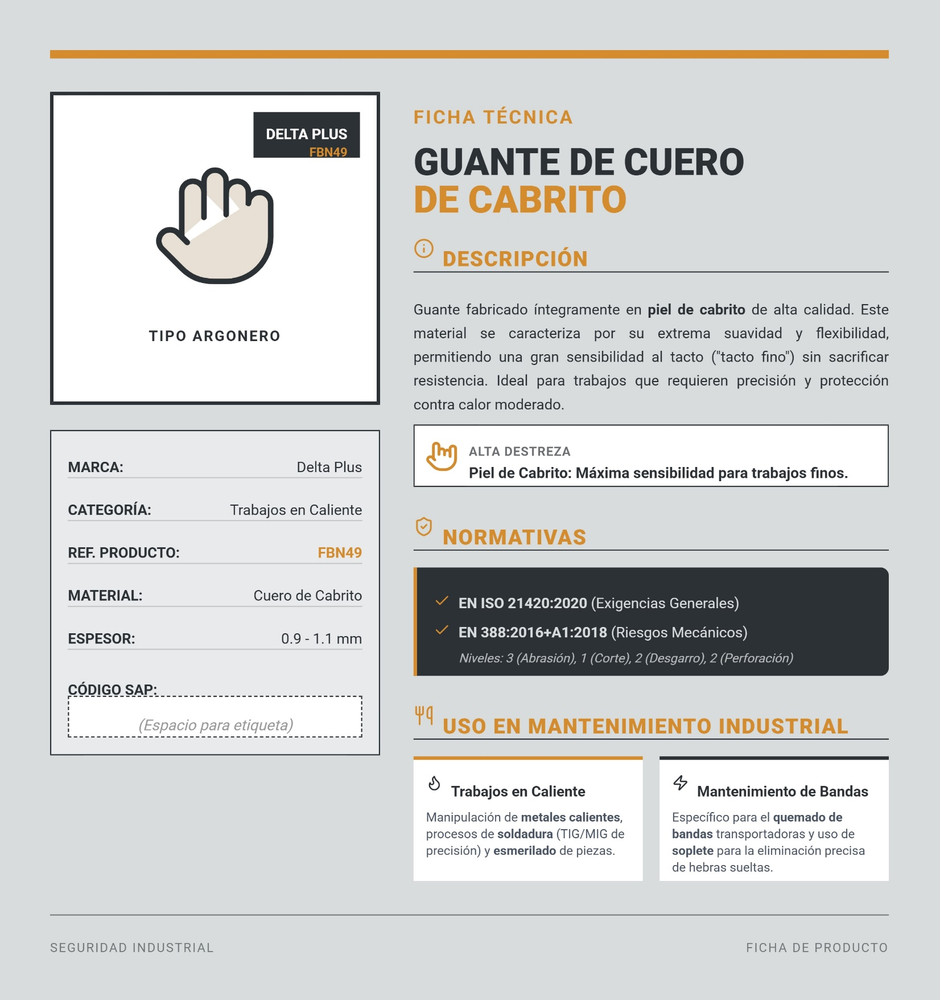 DELTA PLUS
FBN49
TIPO ARGONERO
MARCA: Delta Plus
CATEGORÍA: Trabajos en Caliente
REF. PRODUCTO: FBN49
MATERIAL: Cuero de Cabrito
ESPESOR: 0.9 - 1.1 mm
CÓDIGO SAP:
(Espacio para etiqueta)
FICHA TÉCNICA
GUANTE DE CUERO
DE CABRITO
DESCRIPCIÓN
Guante fabricado íntegramente en piel de cabrito de alta calidad. Este
material se caracteriza por su extrema suavidad y flexibilidad,
permitiendo una gran sensibilidad al tacto ("tacto fino") sin sacrificar
resistencia. Ideal para trabajos que requieren precisión y protección
contra calor moderado.
ALTA DESTREZA
Piel de Cabrito: Máxima sensibilidad para trabajos finos.
NORMATIVAS
EN ISO 21420:2020 (Exigencias Generales)
EN 388:2016+A1:2018 (Riesgos Mecánicos)
Niveles: 3 (Abrasión), 1 (Corte), 2 (Desgarro), 2 (Perforación)
USO EN MANTENIMIENTO INDUSTRIAL
Trabajos en Caliente
Manipulación de metales calientes,
procesos de soldadura (TIG/MIG de
precisión) y esmerilado de piezas.
Mantenimiento de Bandas
Específico para el quemado de
bandas transportadoras y uso de
soplete para la eliminación precisa
de hebras sueltas.
SEGURIDAD INDUSTRIAL
FICHA DE PRODUCTO